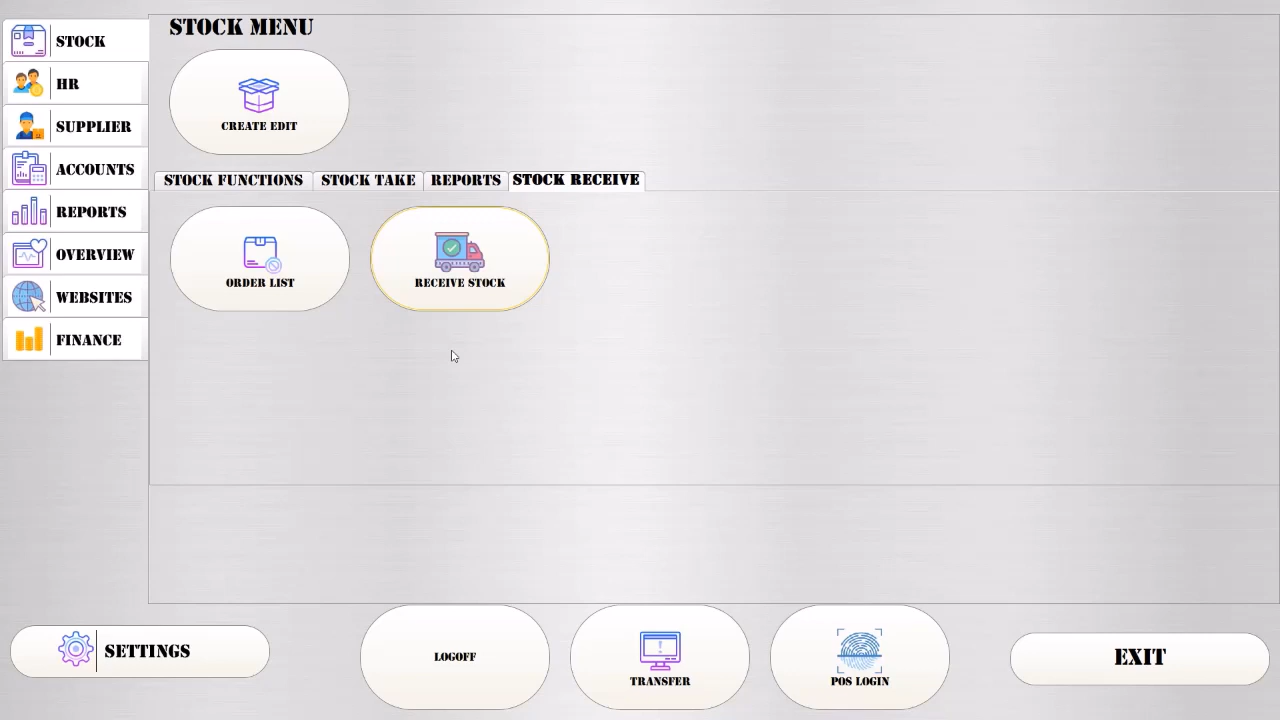 STOCK MENU
STOCK
HR
SUPPLIER
ACCOUNTS
REPORTS
OVERVIEW
WEBSITES
FINANCE
CREATE EDIT
STOCK FUNCTIONS
STOCK TAKE
REPORTS
STOCK RECEIVE
ORDER LIST
RECEIVE STOCK
SETTINGS
LOGOFF
TRANSFER
POS LOGIN
EXIT